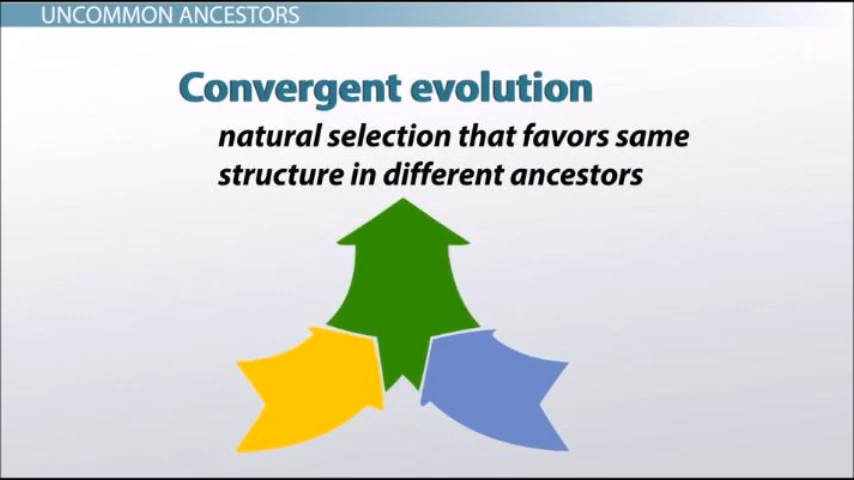 UNCOMMON ANCESTORS
Convergent evolution
natural selection that favors same
structure in different ancestors